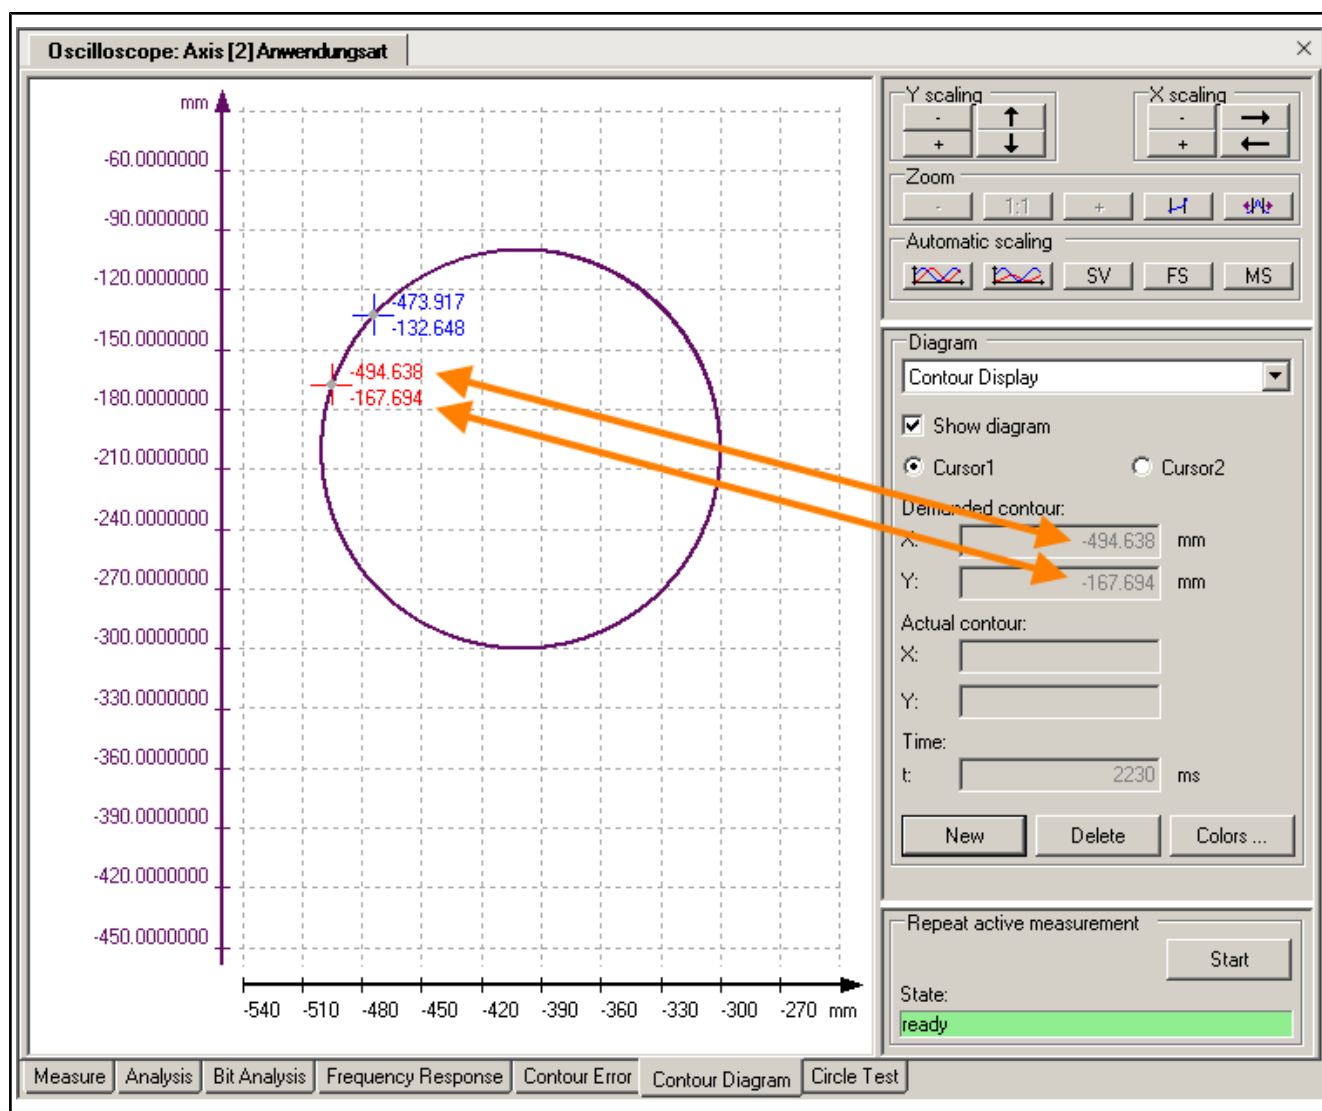 Oscilloscope: Axis [2] Anwendungsart
mm
-60.0000000
-90.0000000
-120.0000000
-150.0000000
-180.0000000
-210.0000000
-240.0000000
-270.0000000
-300.0000000
-330.0000000
-360.0000000
-390.0000000
-420.0000000
-450.0000000
-473.917
-132.648
-494.638
-167.694
-540 -510 -480 -450 -420 -390 -360 -330 -300 -270 mm
Y scaling X scaling
- -
+ +
Zoom
- 1:1 +
Automatic scaling
SV FS MS
Diagram
Contour Display
Show diagram
Cursor1 Cursor2
Demanded contour:
X: -494.638 mm
Y: -167.694 mm
Actual contour:
X:
Y:
Time:
t: 2230 ms
New Delete Colors ...
Repeat active measurement
Start
State:
ready
Measure Analysis Bit Analysis Frequency Response Contour Error Contour Diagram Circle Test